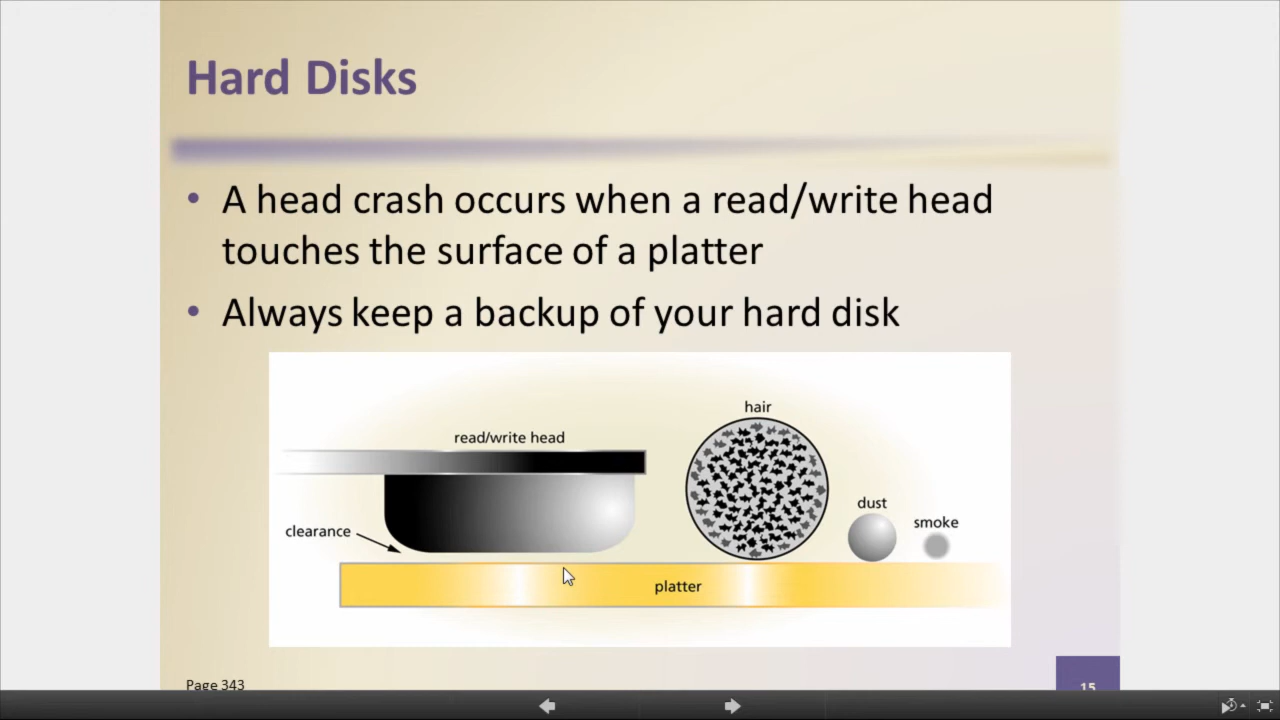 Hard Disks
• A head crash occurs when a read/write head
touches the surface of a platter
• Always keep a backup of your hard disk
hair
read/write head
dust
smoke
clearance
platter
Page 343
15